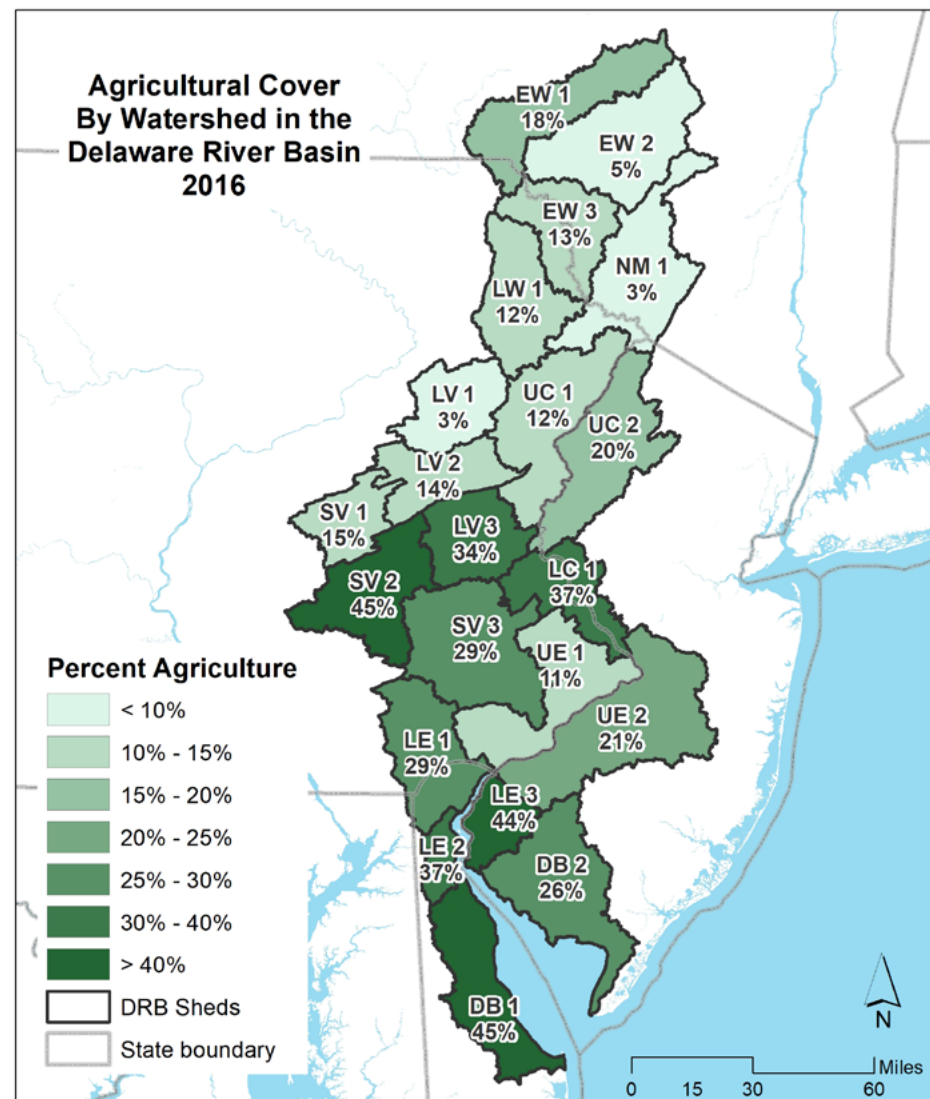 Agricultural Cover
By Watershed in the
Delaware River Basin
2016
EW 1
18%
EW 2
5%
EW 3
13%
NM 1
3%
LW 1
12%
LV 1
3%
UC 1
12%
UC 2
20%
LV 2
14%
SV 1
15%
LV 3
34%
LC 1
37%
SV 2
45%
SV 3
29%
UE 1
11%
UE 2
21%
LE 1
29%
LE 3
44%
LE 2
37%
DB 2
26%
DB 1
45%
Percent Agriculture
< 10%
10% - 15%
15% - 20%
20% - 25%
25% - 30%
30% - 40%
> 40%
DRB Sheds
State boundary
N
Miles
0 15 30 60